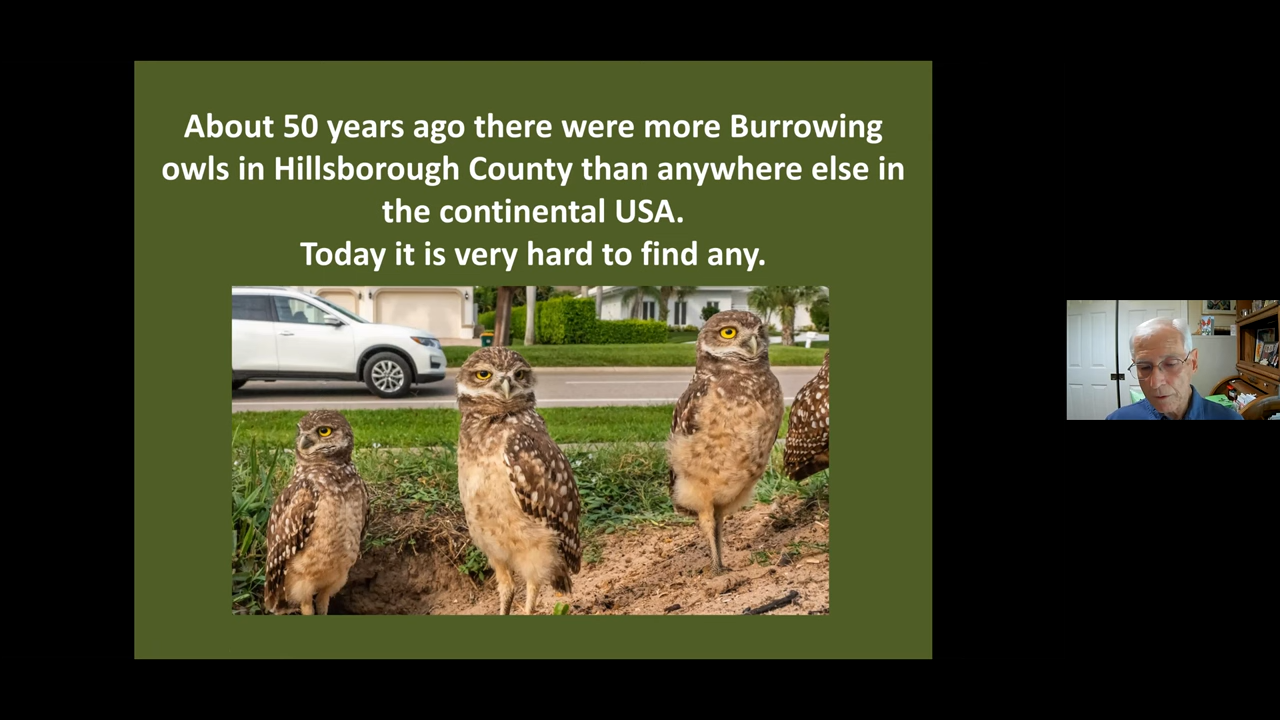 About 50 years ago there were more Burrowing
owls in Hillsborough County than anywhere else in
the continental USA.
Today it is very hard to find any.